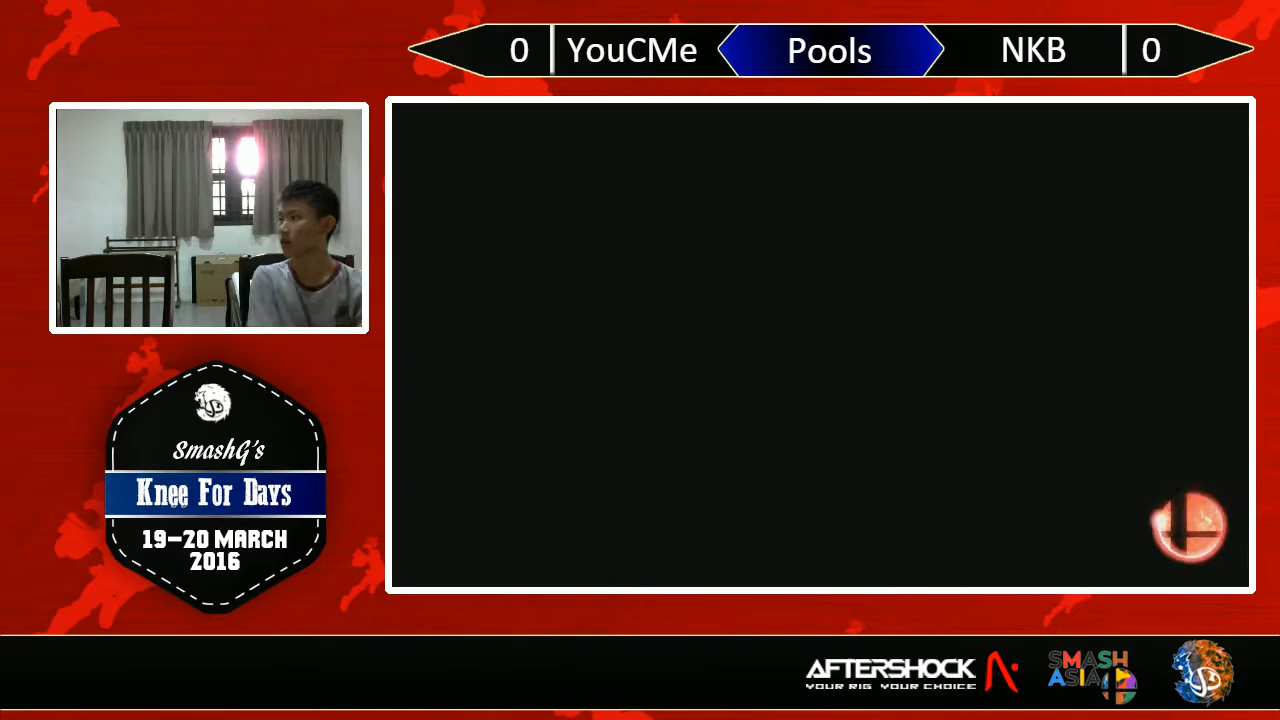 0 YouCMe Pools NKB 0
SmashG's
Knee For Days
19-20 MARCH
2016
AFTERSHOCK
YOUR RIG YOUR CHOICE
SMASH
ASIA